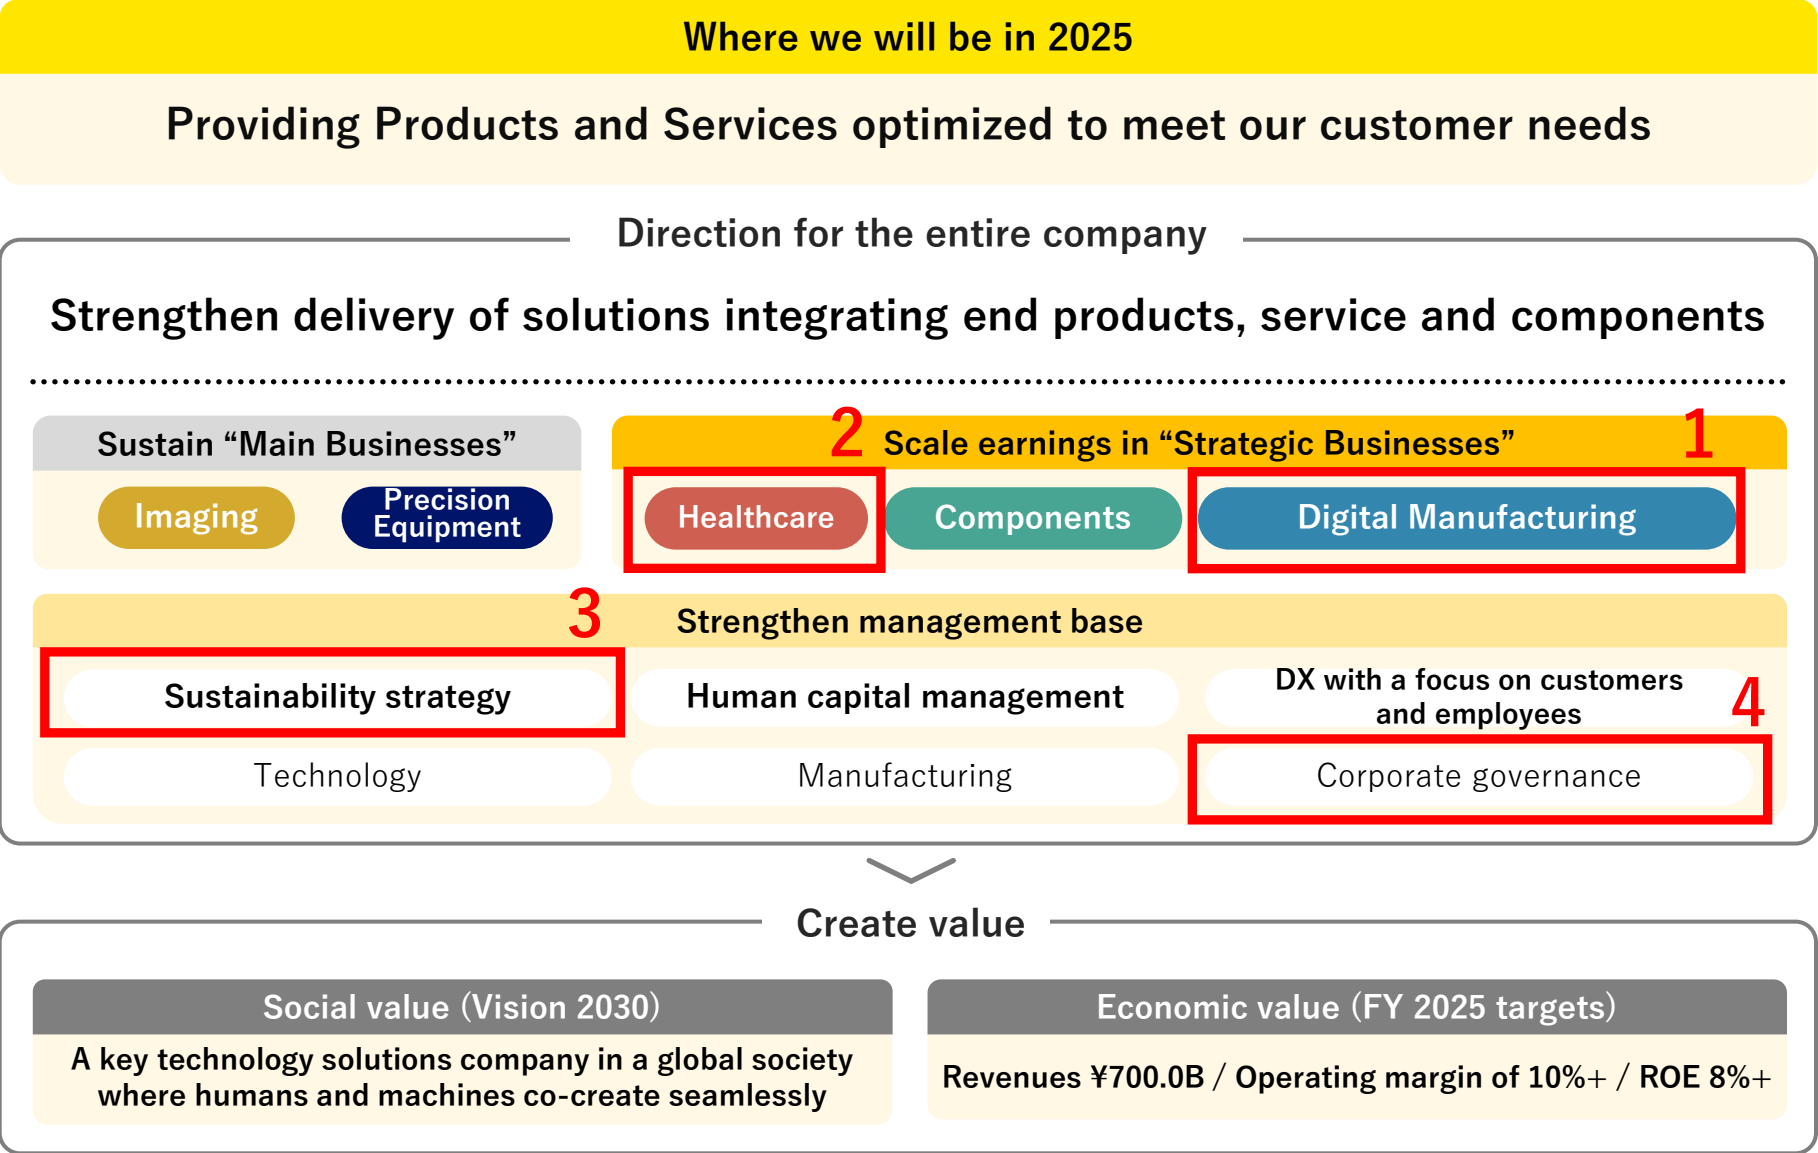 Where we will be in 2025
Providing Products and Services optimized to meet our customer needs
Direction for the entire company
Strengthen delivery of solutions integrating end products, service and components
Sustain “Main Businesses”
Imaging
Precision
Equipment
2
Scale earnings in “Strategic Businesses”
1
Healthcare
Components
Digital Manufacturing
3
Strengthen management base
Sustainability strategy
Human capital management
DX with a focus on customers
and employees
4
Technology
Manufacturing
Corporate governance
Create value
Social value (Vision 2030)
A key technology solutions company in a global society
where humans and machines co-create seamlessly
Economic value (FY 2025 targets)
Revenues ¥700.0B / Operating margin of 10%+ / ROE 8%+